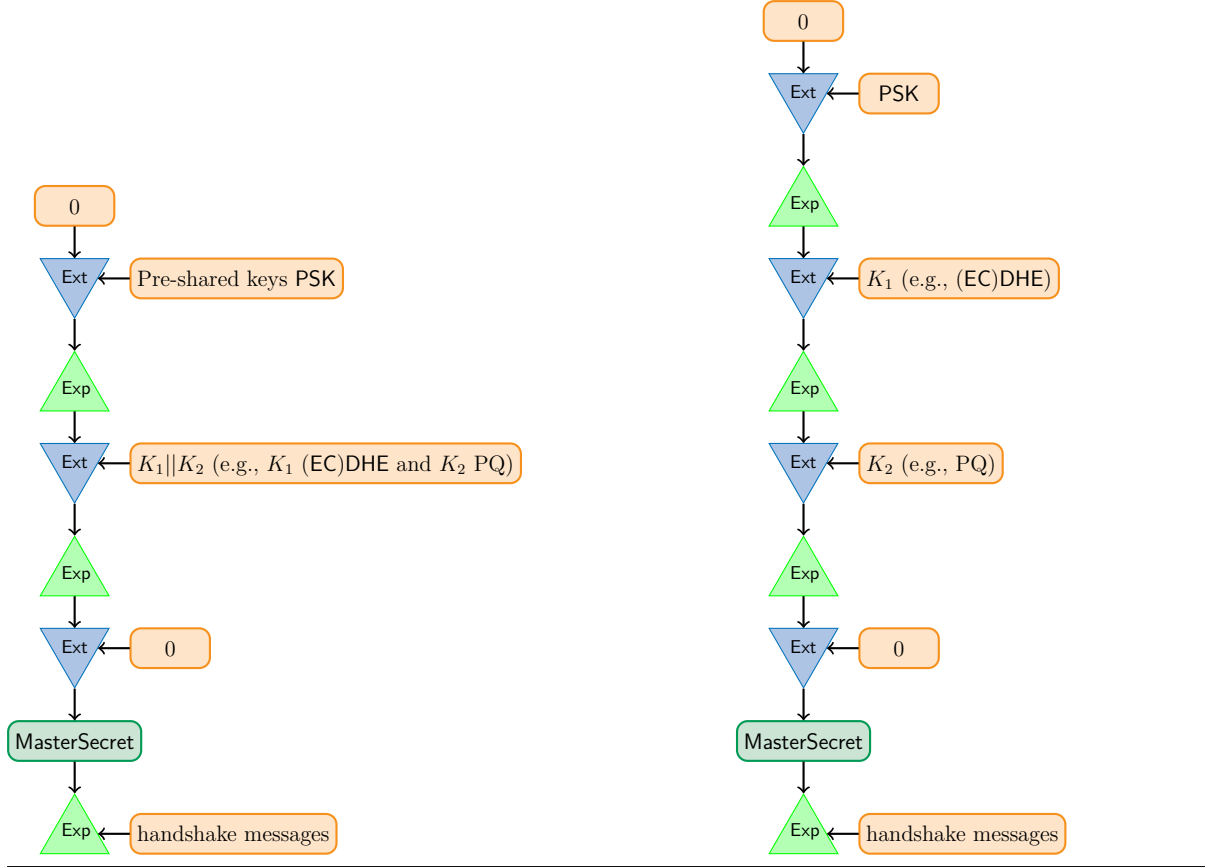 0
Ext
Pre-shared keys PSK
Exp
Ext
K₁||K₂ (e.g., K₁ (EC)DHE and K₂ PQ)
Exp
Ext
0
MasterSecret
Exp
handshake messages
0
Ext
PSK
Exp
Ext
K₁ (e.g., (EC)DHE)
Exp
Ext
K₂ (e.g., PQ)
Exp
Ext
0
MasterSecret
Exp
handshake messages